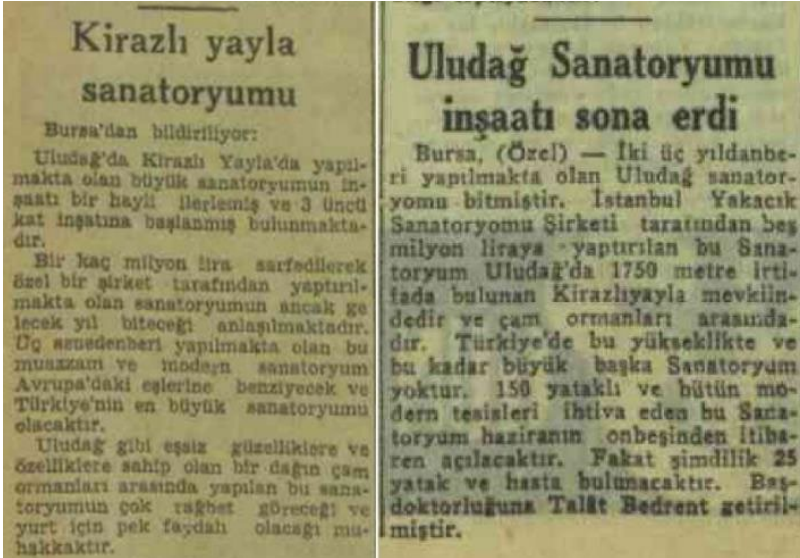 Kirazlı yayla
sanatoryumu
Bursa'dan bildiriliyor:
Uludağ'da Kirazlı Yayla'da yapıl-
makta olan büyük sanatoryumun in-
şaatı bir hayli ilerlemiş ve 3 üncü
kat inşatına başlanmış bulunmakta-
dır.
Bir kaç milyon lira sarfedilerek
özel bir şirket tarafından yaptırıl-
makta olan sanatoryumun ancak ge
lecek yıl biteceği anlaşılmaktadır.
Üç senedenberi yapılmakta olan bu
muazzam ve modern sanatoryum
Avrupa'daki eşlerine benziyecek ve
Türkiye'nin en büyük sanatoryumu
olacaktır.
Uludağ gibi eşsiz güzelliklere ve
özelliklere sahip olan bir dağın çam
ormanları arasında yapılan bu sana-
toryumun çok rağbet göreceği ve
yurt için pek faydalı olacağı mu-
hakkaktır.
Uludağ Sanatoryumu
inşaatı sona erdi
Bursa, (Özel) — İki üç yıldanbe-
ri yapılmakta olan Uludağ sanator-
yomu bitmiştir. İstanbul Yakacık
Sanatoryomu Şirketi tarafından beş
milyon liraya yaptırılan bu Sana-
toryum Uludağ'da 1750 metre irti-
fada bulunan Kirazlıyayla mevkiin-
dedir ve çam ormanları arasında-
dır. Türkiye'de bu yükseklikte ve
bu kadar büyük başka Sanatoryum
yoktur. 150 yataklı ve bütün mo-
dern tesisleri ihtiva eden bu Sana-
toryum haziranın onbeşinden itiba-
ren açılacaktır. Fakat şimdilik 25
yatak ve hasta bulunacaktır. Baş-
doktorluğuna Talât Bedrent getiril-
miştir.